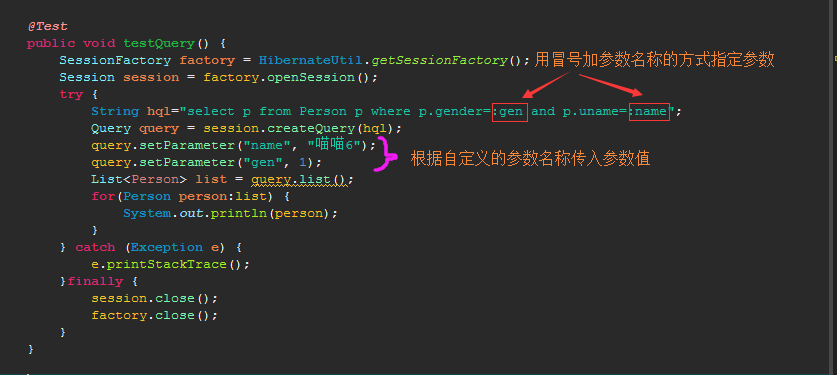 @Test
public void testQuery() {
SessionFactory factory = HibernateUtil.getSessionFactory(); 用冒号加参数名称的方式指定参数
Session session = factory.openSession();
try {
String hql="select p from Person p where p.gender=:gen and p.uname=:name";
Query query = session.createQuery(hql);
query.setParameter("name", "喵喵6");
query.setParameter("gen", 1); 根据自定义的参数名称传入参数值
List<Person> list = query.list();
for(Person person:list) {
System.out.println(person);
}
} catch (Exception e) {
e.printStackTrace();
}finally {
session.close();
factory.close();
}
}